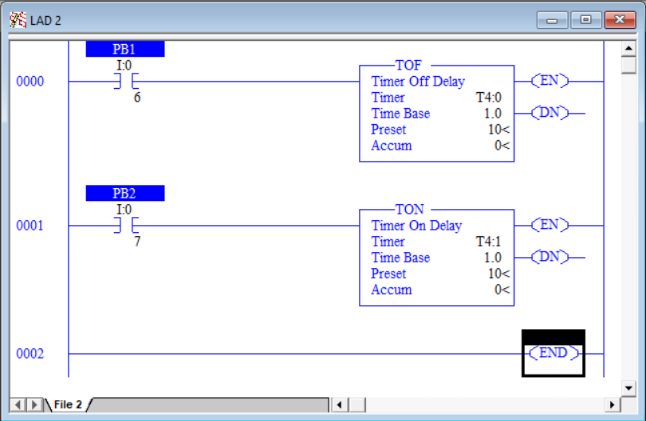 LAD 2
PB1
I:0
0000
6
TOF
Timer Off Delay
Timer T4:0
Time Base 1.0
Preset 10<
Accum 0<
EN
DN
PB2
I:0
0001
7
TON
Timer On Delay
Timer T4:1
Time Base 1.0
Preset 10<
Accum 0<
EN
DN
0002
END
File 2